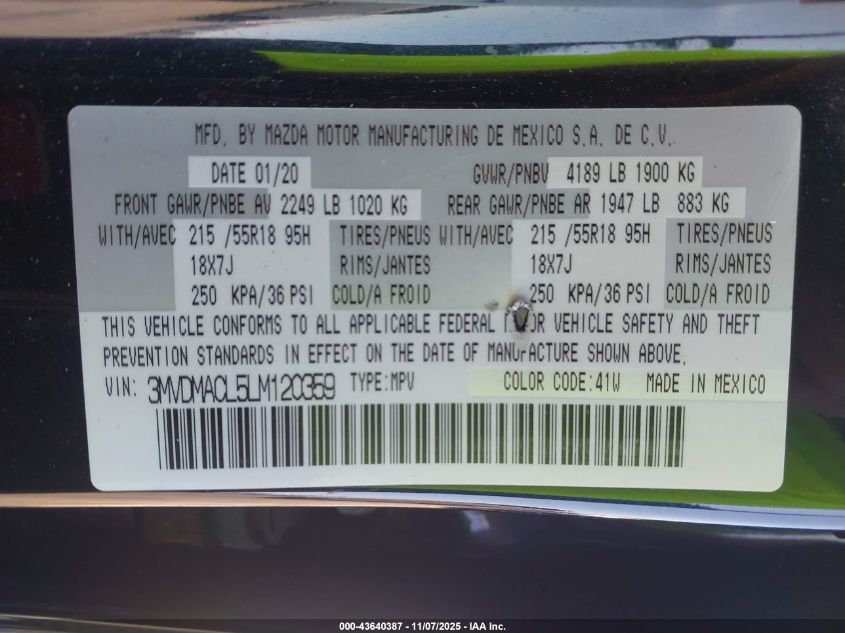 MFD. BY MAZDA MOTOR MANUFACTURING DE MEXICO S.A. DE C.V.
DATE 01/20 GVWR/PNBV 4189 LB 1900 KG
FRONT GAWR/PNBE AV 2249 LB 1020 KG REAR GAWR/PNBE AR 1947 LB 883 KG
WITH/AVEC 215 /55R18 95H TIRES/PNEUS WITH/AVEC 215 /55R18 95H TIRES/PNEUS
18X7J RIMS/JANTES 18X7J RIMS/JANTES
250 KPA/36 PSI COLD/A FROID 250 KPA/36 PSI COLD/A FROID
THIS VEHICLE CONFORMS TO ALL APPLICABLE FEDERAL VEHICLE SAFETY AND THEFT
PREVENTION STANDARDS IN EFFECT ON THE DATE OF MANUFACTURE SHOWN ABOVE.
VIN: 3MVDMACL5LM120359 TYPE:MPV COLOR CODE:41W MADE IN MEXICO
000-43640387 - 11/07/2025 - IAA Inc.